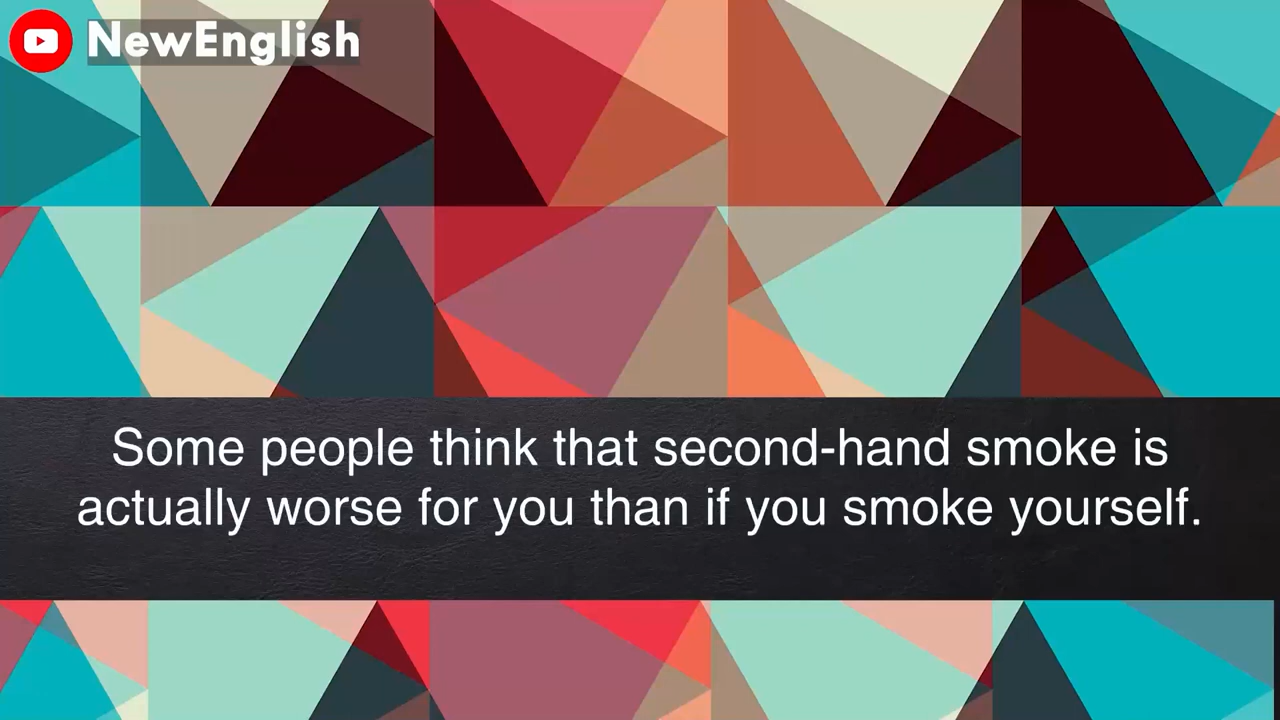 NewEnglish
Some people think that second-hand smoke is
actually worse for you than if you smoke yourself.